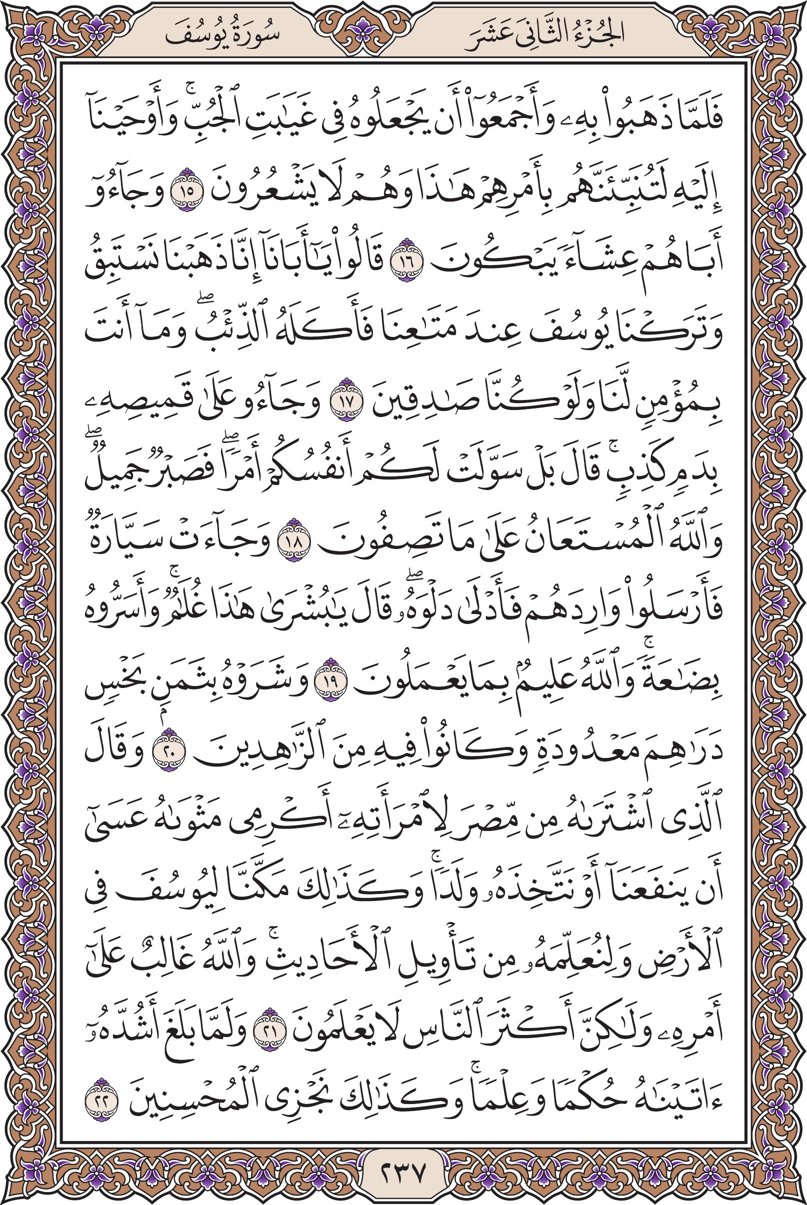 الجُزْءُ الثَّانِىَ عَشَرَ
سُورَةُ يُوسُفَ
فَلَمَّا ذَهَبُوا۟ بِهِۦ وَأَجْمَعُوٓا۟ أَن يَجْعَلُوهُ فِى غَيَـٰبَتِ ٱلْجُبِّ ۚ وَأَوْحَيْنَآ
إِلَيْهِ لَتُنَبِّئَنَّهُم بِأَمْرِهِمْ هَـٰذَا وَهُمْ لَا يَشْعُرُونَ ١٥ وَجَآءُوٓ
أَبَاهُمْ عِشَآءً يَبْكُونَ ١٦ قَالُوا۟ يَـٰٓأَبَانَآ إِنَّا ذَهَبْنَا نَسْتَبِقُ
وَتَرَكْنَا يُوسُفَ عِندَ مَتَـٰعِنَا فَأَكَلَهُ ٱلذِّئْبُ ۖ وَمَآ أَنتَ
بِمُؤْمِنٍ لَّنَا وَلَوْ كُنَّا صَـٰدِقِينَ ١٧ وَجَآءُو عَلَىٰ قَمِيصِهِۦ
بِدَمٍ كَذِبٍ ۚ قَالَ بَلْ سَوَّلَتْ لَكُمْ أَنفُسُكُمْ أَمْرًا ۖ فَصَبْرٌ جَمِيلٌ ۖ
وَٱللَّهُ ٱلْمُسْتَعَانُ عَلَىٰ مَا تَصِفُونَ ١٨ وَجَآءَتْ سَيَّارَةٌ
فَأَرْسَلُوا۟ وَارِدَهُمْ فَأَدْلَىٰ دَلْوَهُۥ ۖ قَالَ يَـٰبُشْرَىٰ هَـٰذَا غُلَـٰمٌ ۚ وَأَسَرُّوهُ
بِضَـٰعَةً ۚ وَٱللَّهُ عَلِيمٌۢ بِمَا يَعْمَلُونَ ١٩ وَشَرَوْهُ بِثَمَنٍۭ بَخْسٍ
دَرَٰهِمَ مَعْدُودَةٍ وَكَانُوا۟ فِيهِ مِنَ ٱلزَّٰهِدِينَ ٢٠ وَقَالَ
ٱلَّذِى ٱشْتَرَىٰهُ مِن مِّصْرَ لِٱمْرَأَتِهِۦٓ أَكْرِمِى مَثْوَىٰهُ عَسَىٰٓ
أَن يَنفَعَنَآ أَوْ نَتَّخِذَهُۥ وَلَدًا ۚ وَكَذَٰلِكَ مَكَّنَّا لِيُوسُفَ فِى
ٱلْأَرْضِ وَلِنُعَلِّمَهُۥ مِن تَأْوِيلِ ٱلْأَحَادِيثِ ۚ وَٱللَّهُ غَالِبٌ عَلَىٰٓ
أَمْرِهِۦ وَلَـٰكِنَّ أَكْثَرَ ٱلنَّاسِ لَا يَعْلَمُونَ ٢١ وَلَمَّا بَلَغَ أَشُدَّهُۥٓ
ءَاتَيْنَـٰهُ حُكْمًا وَعِلْمًا ۚ وَكَذَٰلِكَ نَجْزِى ٱلْمُحْسِنِينَ ٢٢
٢٣٧